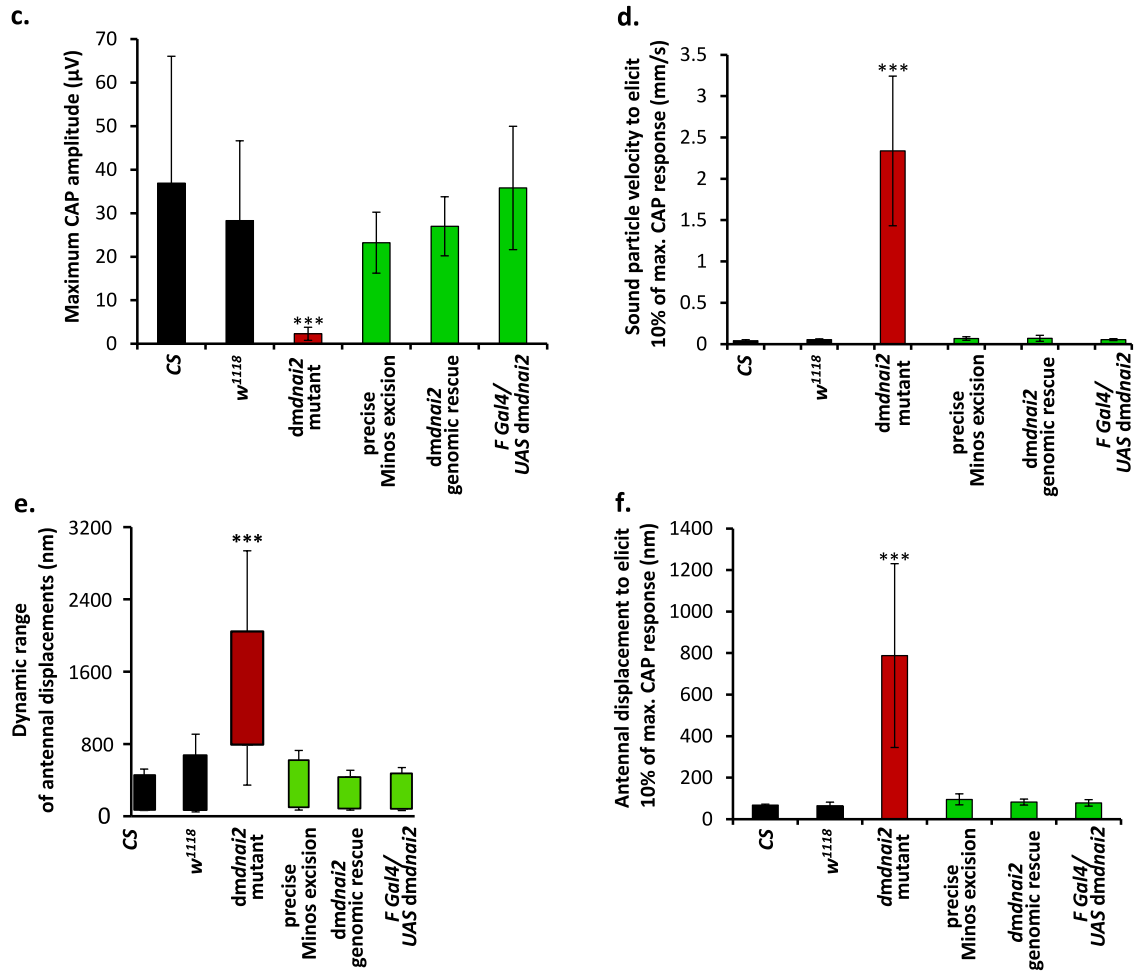 c.
Maximum CAP amplitude (µV)
70
60
50
40
30
20
10
0
***
CS
w1118
dmdnai2
mutant
precise
Minos excision
dmdnai2
genomic rescue
F Gal4/
UAS dmdnai2
d.
Sound particle velocity to elicit
10% of max. CAP response (mm/s)
3.5
3
2.5
2
1.5
1
0.5
0
***
CS
w1118
dmdnai2
mutant
precise
Minos excision
dmdnai2
genomic rescue
F Gal4/
UAS dmdnai2
e.
Dynamic range
of antennal displacements (nm)
3200
2400
1600
800
0
***
CS
w1118
dmdnai2
mutant
precise
Minos excision
dmdnai2
genomic rescue
F Gal4/
UAS dmdnai2
f.
Antennal displacement to elicit
10% of max. CAP response (nm)
1400
1200
1000
800
600
400
200
0
***
CS
w1118
dmdnai2
mutant
precise
Minos excision
dmdnai2
genomic rescue
F Gal4/
UAS dmdnai2